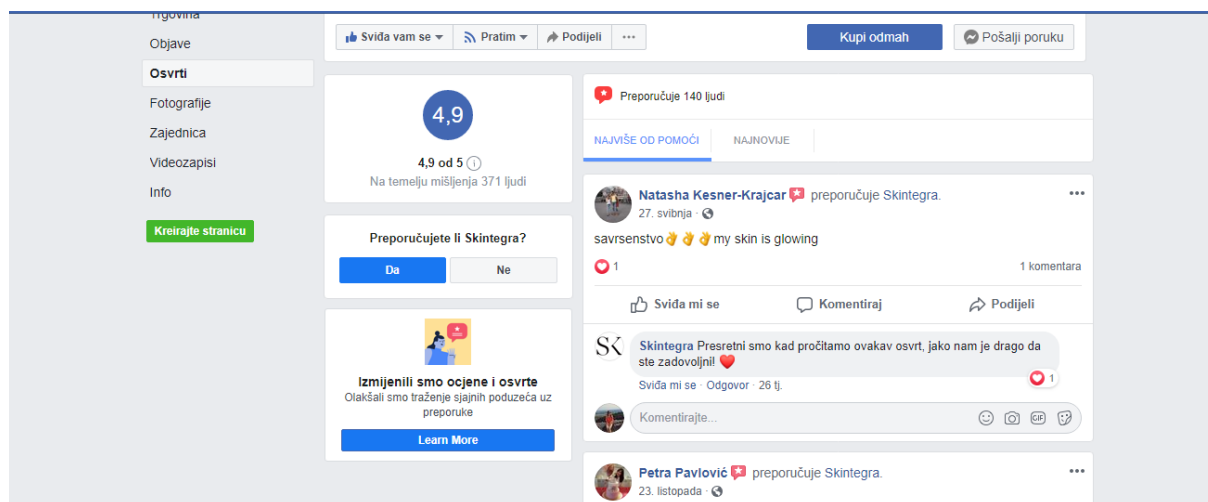 Trgovina
Objave
Osvrti
Fotografije
Zajednica
Videozapisi
Info
Kreirajte stranicu
Sviđa vam se
Pratim
Podijeli
Kupi odmah
Pošalji poruku
4,9
4,9 od 5
Na temelju mišljenja 371 ljudi
Preporučujete li Skintegra?
Da
Ne
Izmijenili smo ocjene i osvrte
Olakšali smo traženje sjajnih poduzeća uz
preporuke
Learn More
Preporučuje 140 ljudi
NAJVIŠE OD POMOĆI
NAJNOVIJE
Natasha Kesner-Krajcar preporučuje Skintegra.
27. svibnja ·
savrsenstvo👌👌👌my skin is glowing
1
1 komentara
Sviđa mi se
Komentiraj
Podijeli
SK
Skintegra Presretni smo kad pročitamo ovakav osvrt, jako nam je drago da
ste zadovoljni! ❤️
1
Sviđa mi se · Odgovor · 26 tj.
Komentirajte...
GIF
Petra Pavlović preporučuje Skintegra.
23. listopada ·